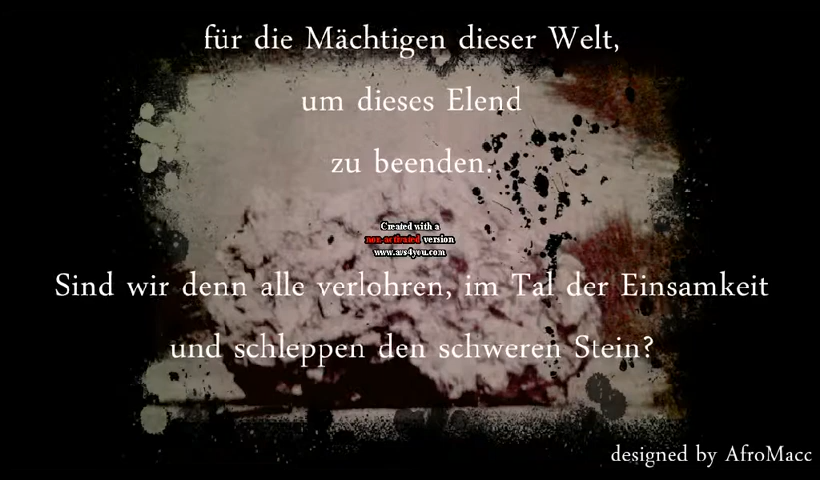 für die Mächtigen dieser Welt,
um dieses Elend
zu beenden.
Created with a
non-activated version
www.avs4you.com
Sind wir denn alle verlohren, im Tal der Einsamkeit
und schleppen den schweren Stein?
designed by AfroMacc